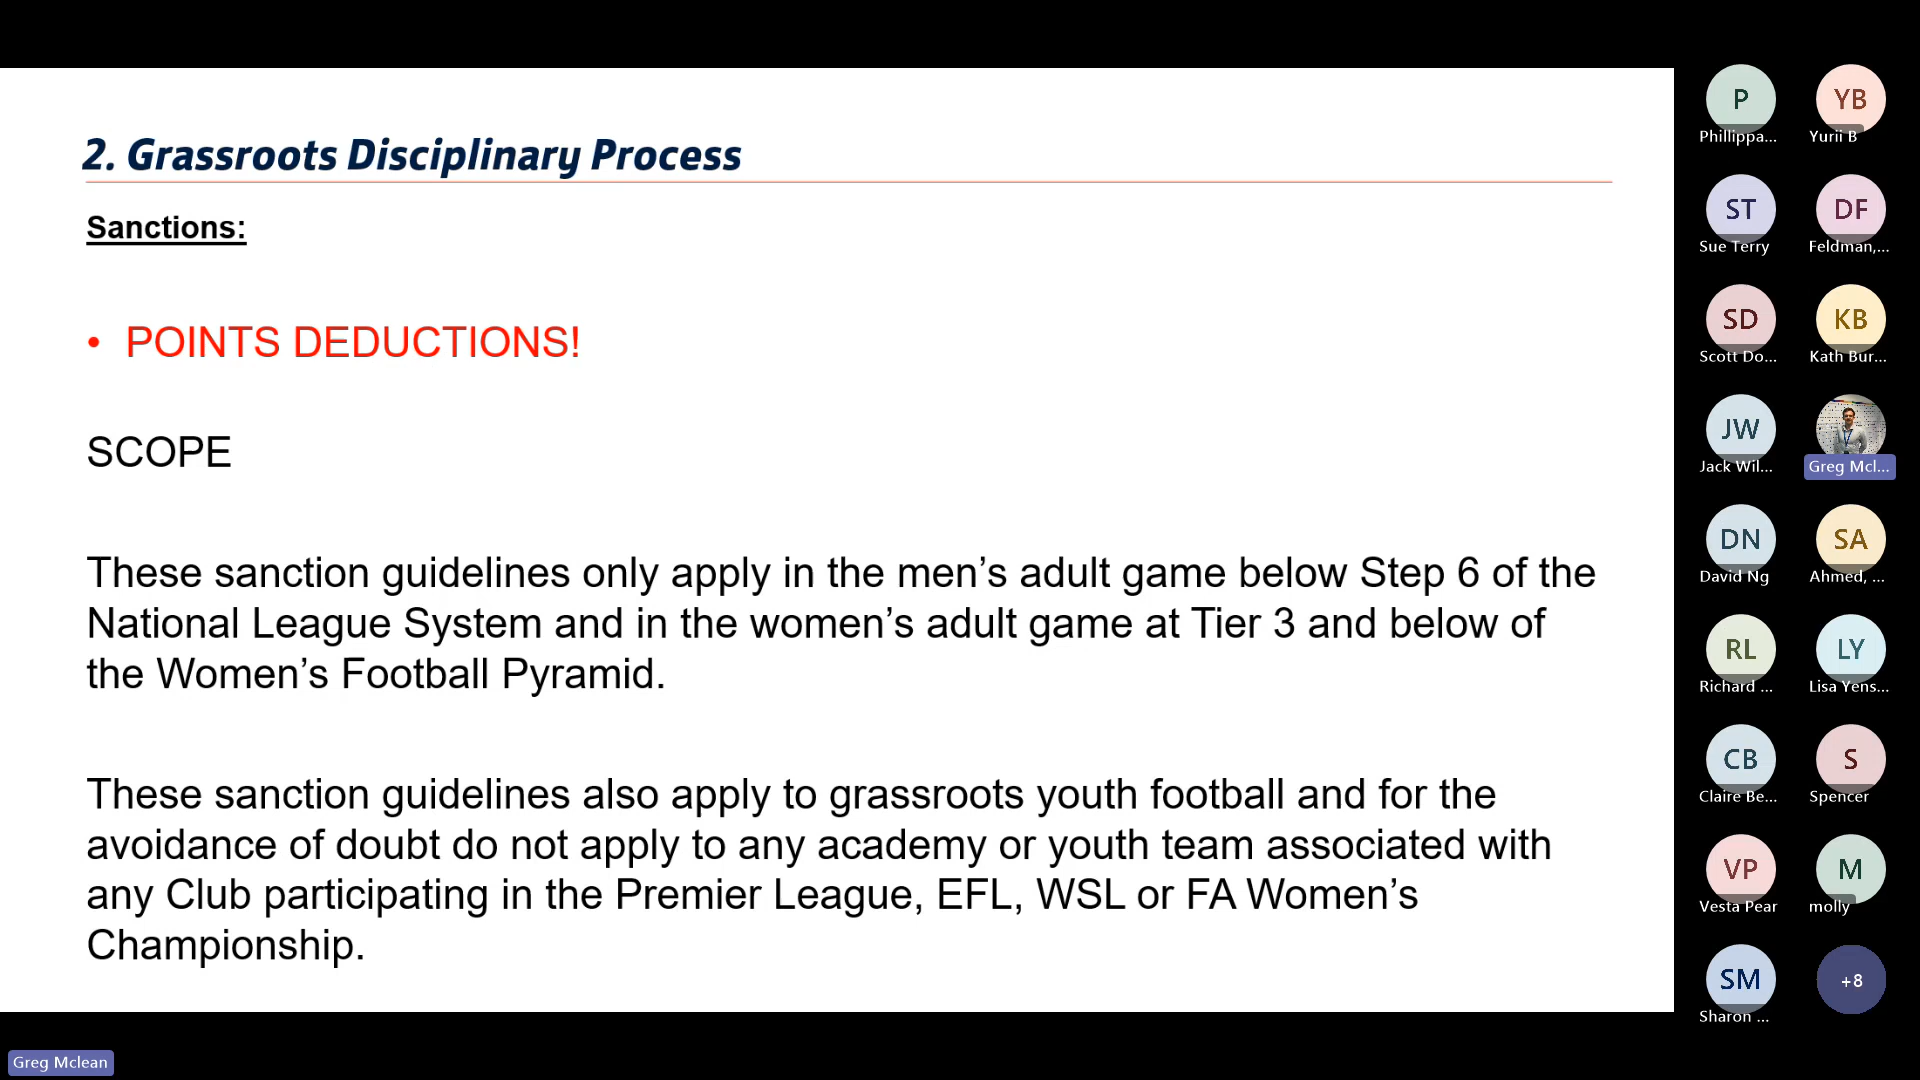 2. Grassroots Disciplinary Process
Sanctions:
• POINTS DEDUCTIONS!
SCOPE
These sanction guidelines only apply in the men’s adult game below Step 6 of the
National League System and in the women’s adult game at Tier 3 and below of
the Women’s Football Pyramid.
These sanction guidelines also apply to grassroots youth football and for the
avoidance of doubt do not apply to any academy or youth team associated with
any Club participating in the Premier League, EFL, WSL or FA Women’s
Championship.
P
Phillippa...
YB
Yurii B
ST
Sue Terry
DF
Feldman,...
SD
Scott Do...
KB
Kath Bur...
JW
Jack Wil...
Greg Mcl...
DN
David Ng
SA
Ahmed, ...
RL
Richard ...
LY
Lisa Yens...
CB
Claire Be...
S
Spencer
VP
Vesta Pear
M
molly
SM
Sharon ...
+8
Greg Mclean